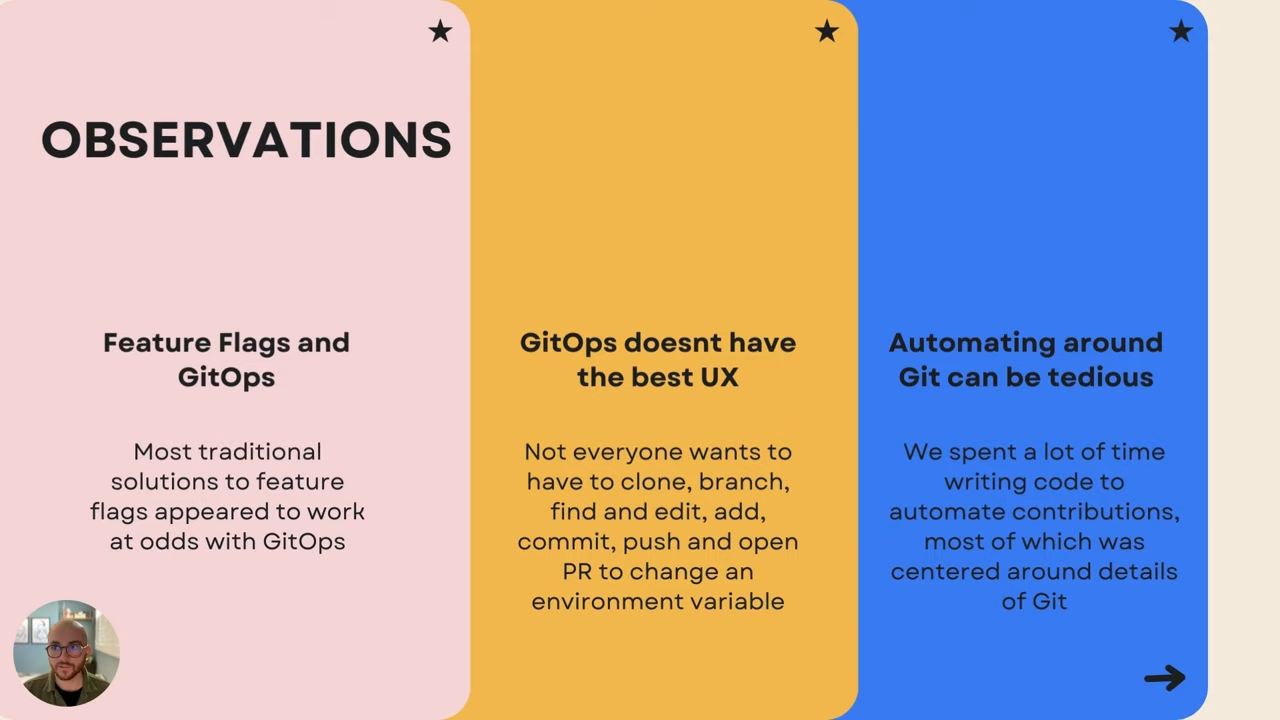 OBSERVATIONS
Feature Flags and
GitOps
Most traditional
solutions to feature
flags appeared to work
at odds with GitOps
GitOps doesnt have
the best UX
Not everyone wants to
have to clone, branch,
find and edit, add,
commit, push and open
PR to change an
environment variable
Automating around
Git can be tedious
We spent a lot of time
writing code to
automate contributions,
most of which was
centered around details
of Git